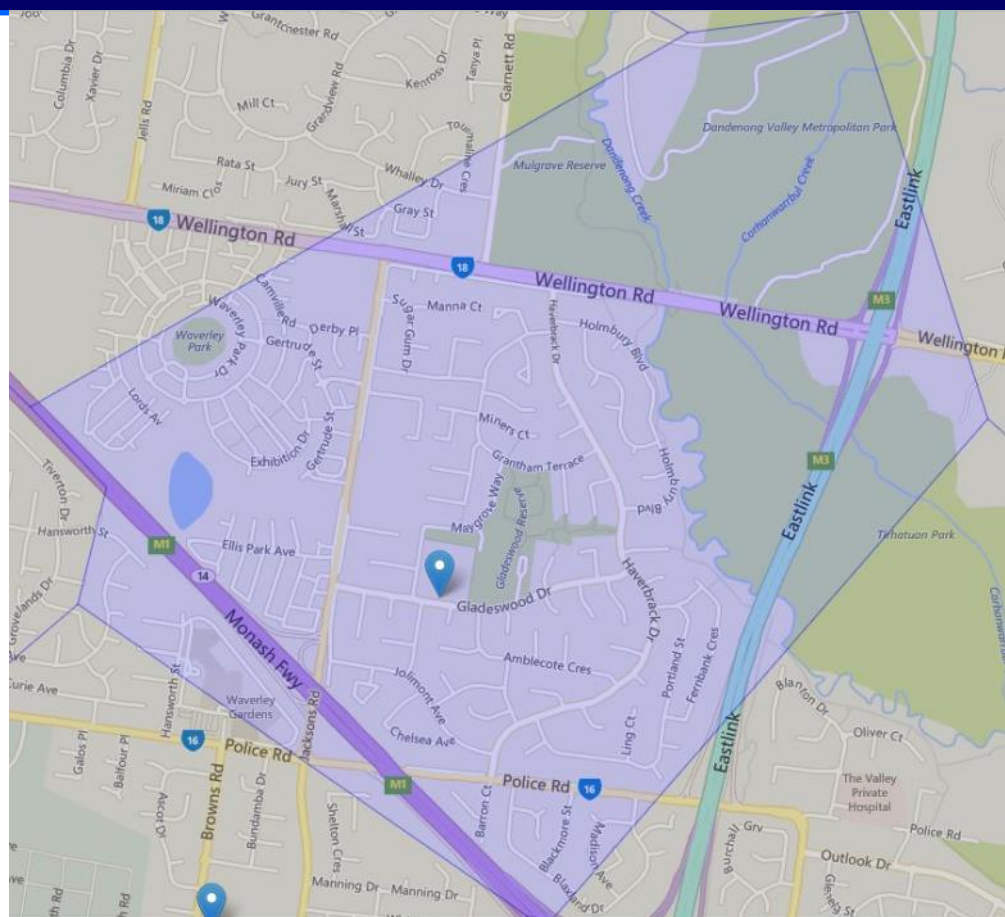 Grantchester Rd
Way
Columbia Dr
Xavier Dr
Jells Rd
Grandview Rd
Kenross Dr
Tanya Pl
Garnett Rd
Mill Ct
Tourmaline Cres
Dandenong Valley Metropolitan Park
Rata St
Jury St
Whalley Dr
Mulgrave Reserve
Dandenong Creek
Corhanwarrbul Creek
Miriam Cl
Marshall St
Gray St
Eastlink
18
Wellington Rd
18
Wellington Rd
M3
Wellington Rd
Wellington
Waverley Park Dr
Camville Rd
Derby Pl
Sugar Gum Dr
Manna Ct
Haverbrack Dr
Holmbury Blvd
Waverley
Park
Gertrude St
Lords Av
Exhibition Dr
Gertrude St
Miners Ct
Grantham Terrace
Holmbury Blvd
M3
Tiverton Dr
Maygrove Way
Gladeswood Reserve
Eastlink
Tirhatuan Park
Hansworth St
M1
Ellis Park Ave
14
Haverbrack Dr
Grovelands Dr
Monash Fwy
Gladeswood Dr
Corhanwarrbul
Ave
Curie Ave
Hansworth St
Waverley
Gardens
Jacksons Rd
Jolimont Ave
Amblecote Cres
Portland St
Fernbank Cres
Chelsea Ave
Ling Ct
Blanton Dr
Galos Pl
Balfour Pl
16
Police Rd
Eastlink
Oliver Ct
M1
Police Rd
16
The Valley
Private
Hospital
Ascot Dr
Browns Rd
Bundamba Dr
Shelton Cres
Barron Ct
Blackmore St
Madison Ave
Burchall
Grv
Police Rd
Outlook Dr
Manning Dr
Manning Dr
Blaxland Dr
Glenelg St